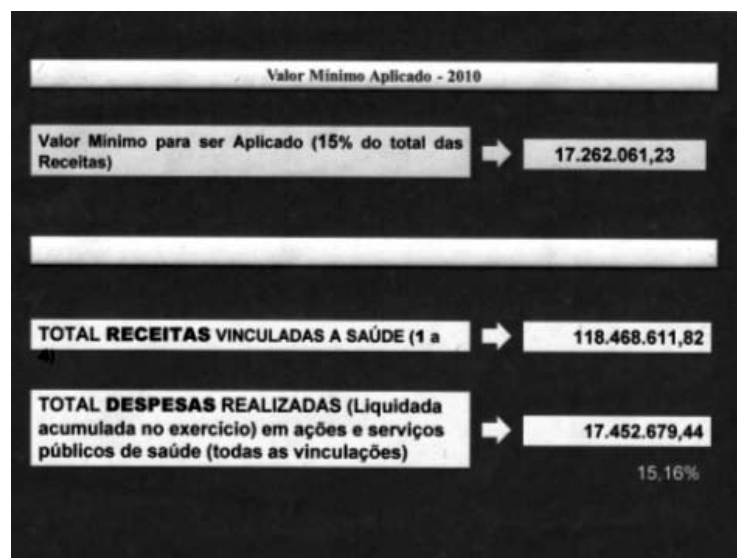 Valor Mínimo Aplicado - 2010
Valor Minimo para ser Aplicado (15% do total das
Receitas)
17.262.061,23
TOTAL RECEITAS VINCULADAS A SAÚDE (1 a
4)
118.468.611,82
TOTAL DESPESAS REALIZADAS (Liquidada
acumulada no exercicio) em ações e serviços
públicos de saúde (todas as vinculações)
17.452.679,44
15,16%